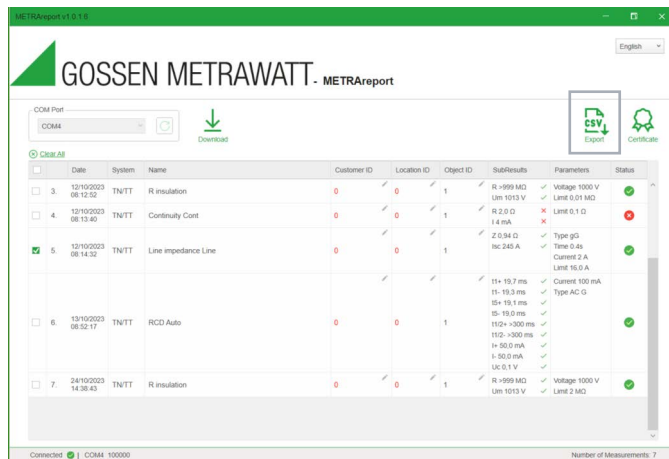 METRAreport v1.0.1.6
English
GOSSEN METRAWATT - METRAreport
COM Port
COM4
Download
CSV
Export
Certificate
Clear All
Date System Name Customer ID Location ID Object ID SubResults Parameters Status
3. 12/10/2023 08:12:52 TN/TT R insulation 0 0 1
R >999 MΩ Voltage 1000 V
Um 1013 V Limit 0,01 MΩ
4. 12/10/2023 08:13:40 TN/TT Continuity Cont 0 0 1
R 2,0 Ω Limit 0,1 Ω
I 4 mA
5. 12/10/2023 08:14:32 TN/TT Line impedance Line 0 0 1
Z 0,94 Ω Type gG
Isc 245 A Time 0.4s
Current 2 A
Limit 16,0 A
6. 13/10/2023 08:52:17 TN/TT RCD Auto 0 0 1
t1+ 19,7 ms Current 100 mA
t1- 19,3 ms Type AC G
t5+ 19,1 ms
t5- 19,0 ms
t1/2+ >300 ms
t1/2- >300 ms
I+ 50,0 mA
I- 50,0 mA
Uc 0,1 V
7. 24/10/2023 14:38:43 TN/TT R insulation 0 0 1
R >999 MΩ Voltage 1000 V
Um 1013 V Limit 2 MΩ
Connected | COM4 100000 Number of Measurements: 7